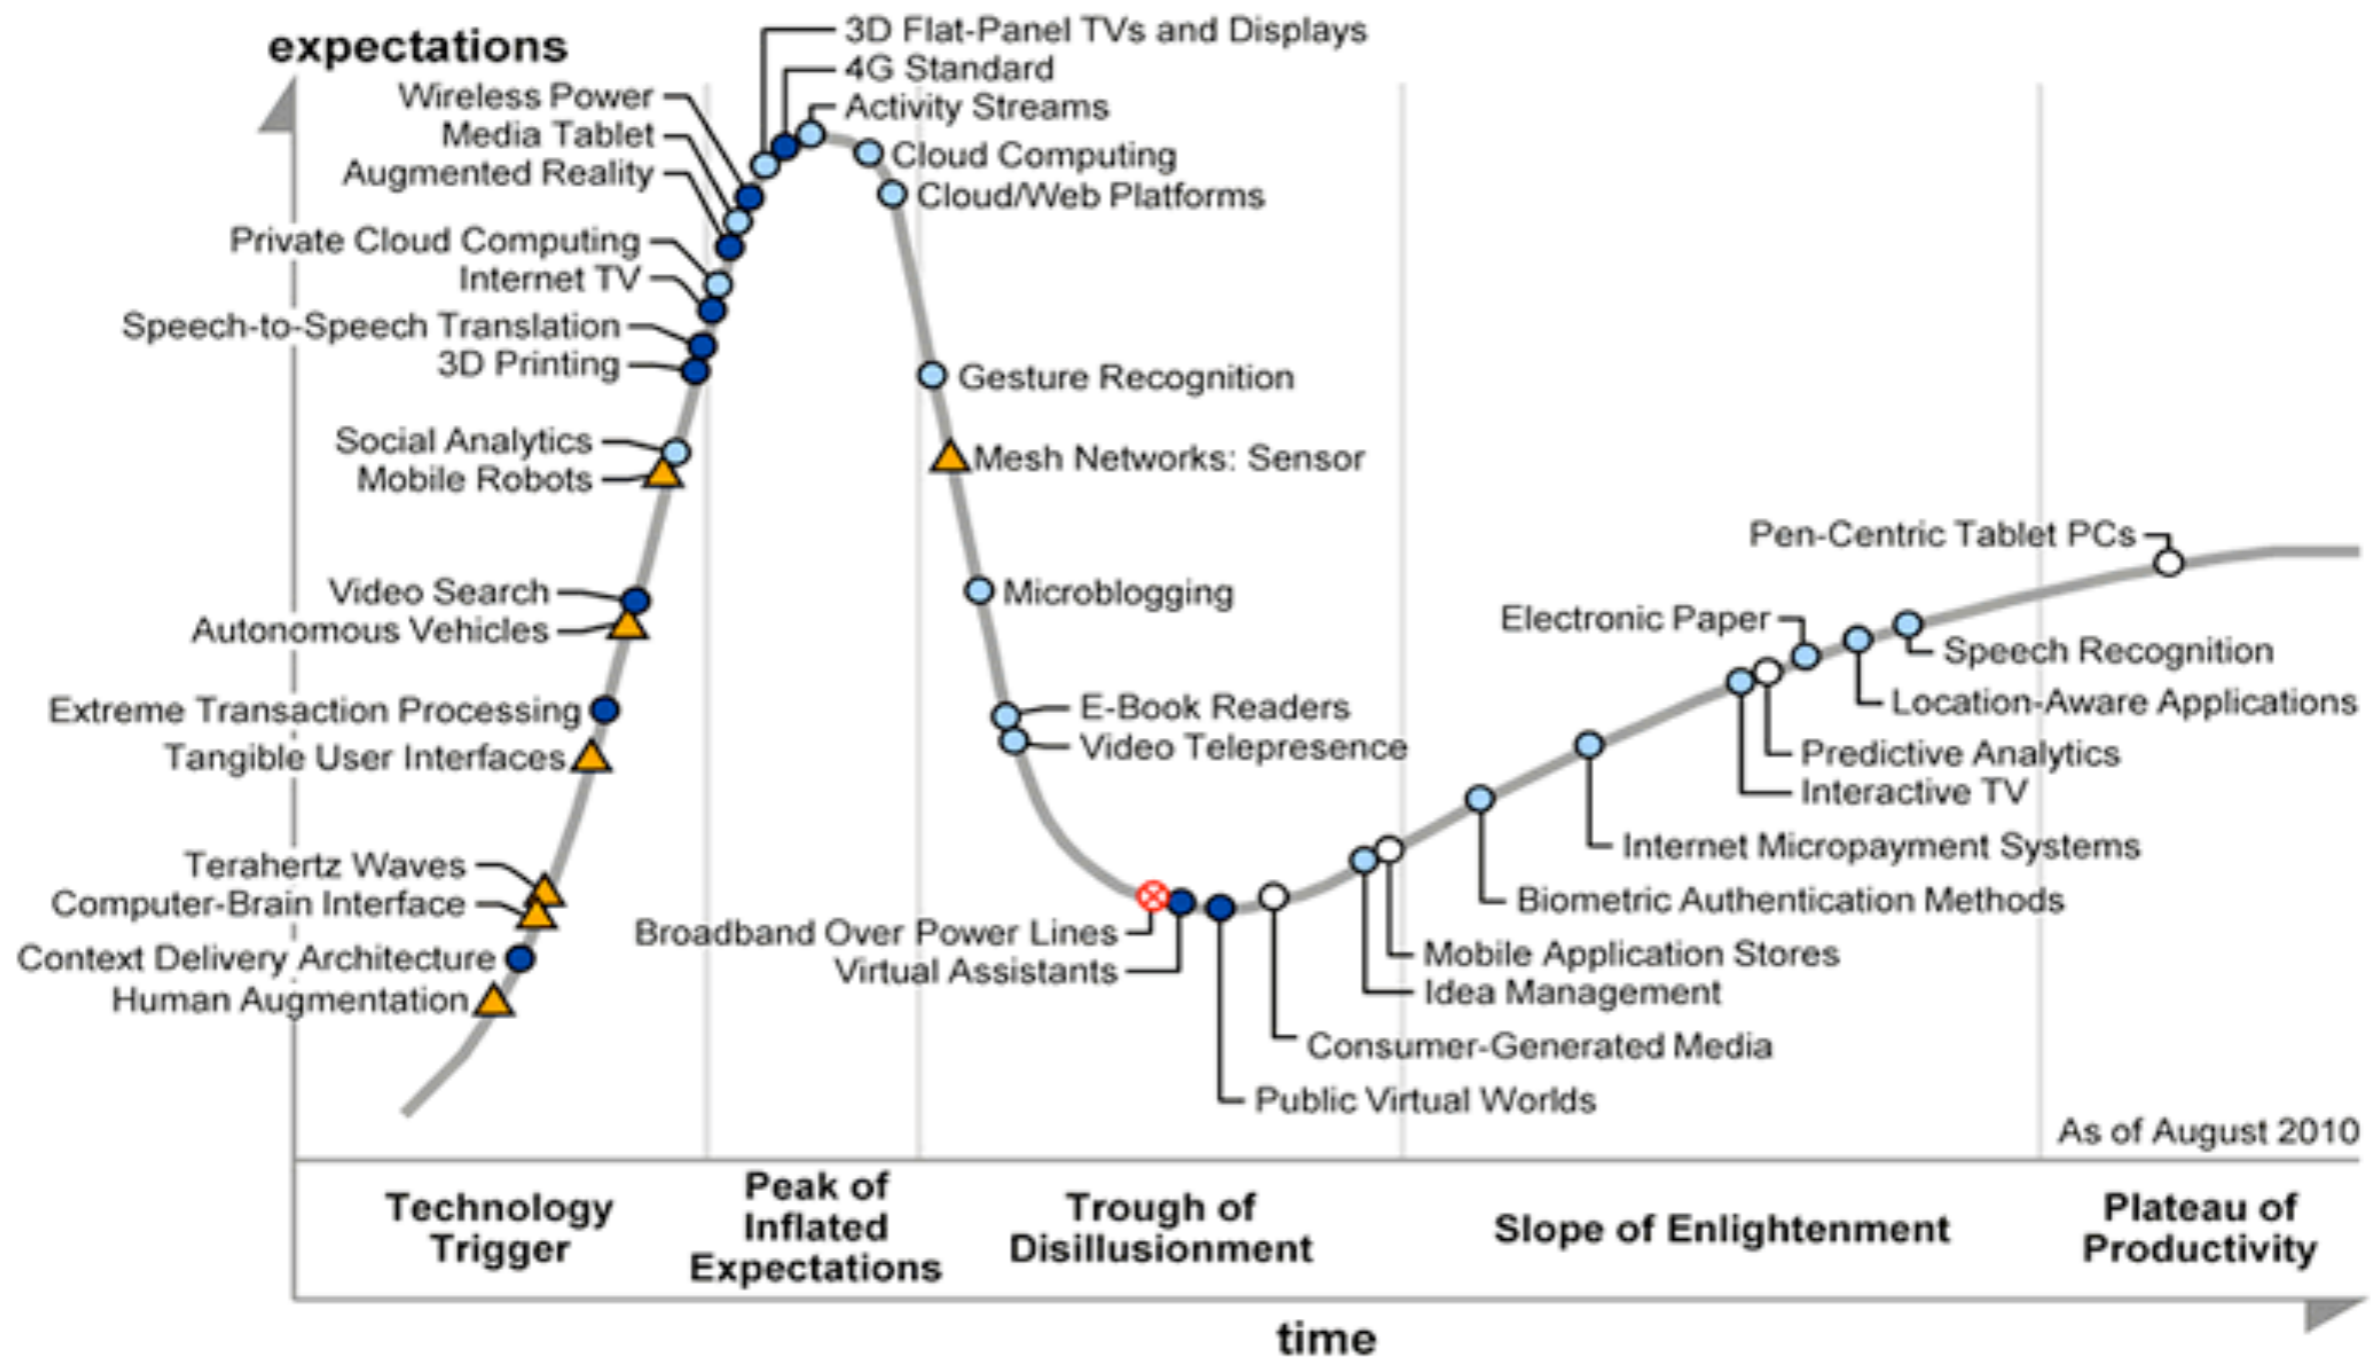 expectations
3D Flat-Panel TVs and Displays
4G Standard
Activity Streams
Wireless Power
Media Tablet
Augmented Reality
Cloud Computing
Cloud/Web Platforms
Private Cloud Computing
Internet TV
Speech-to-Speech Translation
3D Printing
Gesture Recognition
Social Analytics
Mobile Robots
Mesh Networks: Sensor
Pen-Centric Tablet PCs
Video Search
Autonomous Vehicles
Microblogging
Electronic Paper
Speech Recognition
Location-Aware Applications
Extreme Transaction Processing
Tangible User Interfaces
E-Book Readers
Video Telepresence
Predictive Analytics
Interactive TV
Internet Micropayment Systems
Biometric Authentication Methods
Terahertz Waves
Computer-Brain Interface
Context Delivery Architecture
Human Augmentation
Broadband Over Power Lines
Virtual Assistants
Mobile Application Stores
Idea Management
Consumer-Generated Media
Public Virtual Worlds
As of August 2010
Technology
Trigger
Peak of
Inflated
Expectations
Trough of
Disillusionment
Slope of Enlightenment
Plateau of
Productivity
time